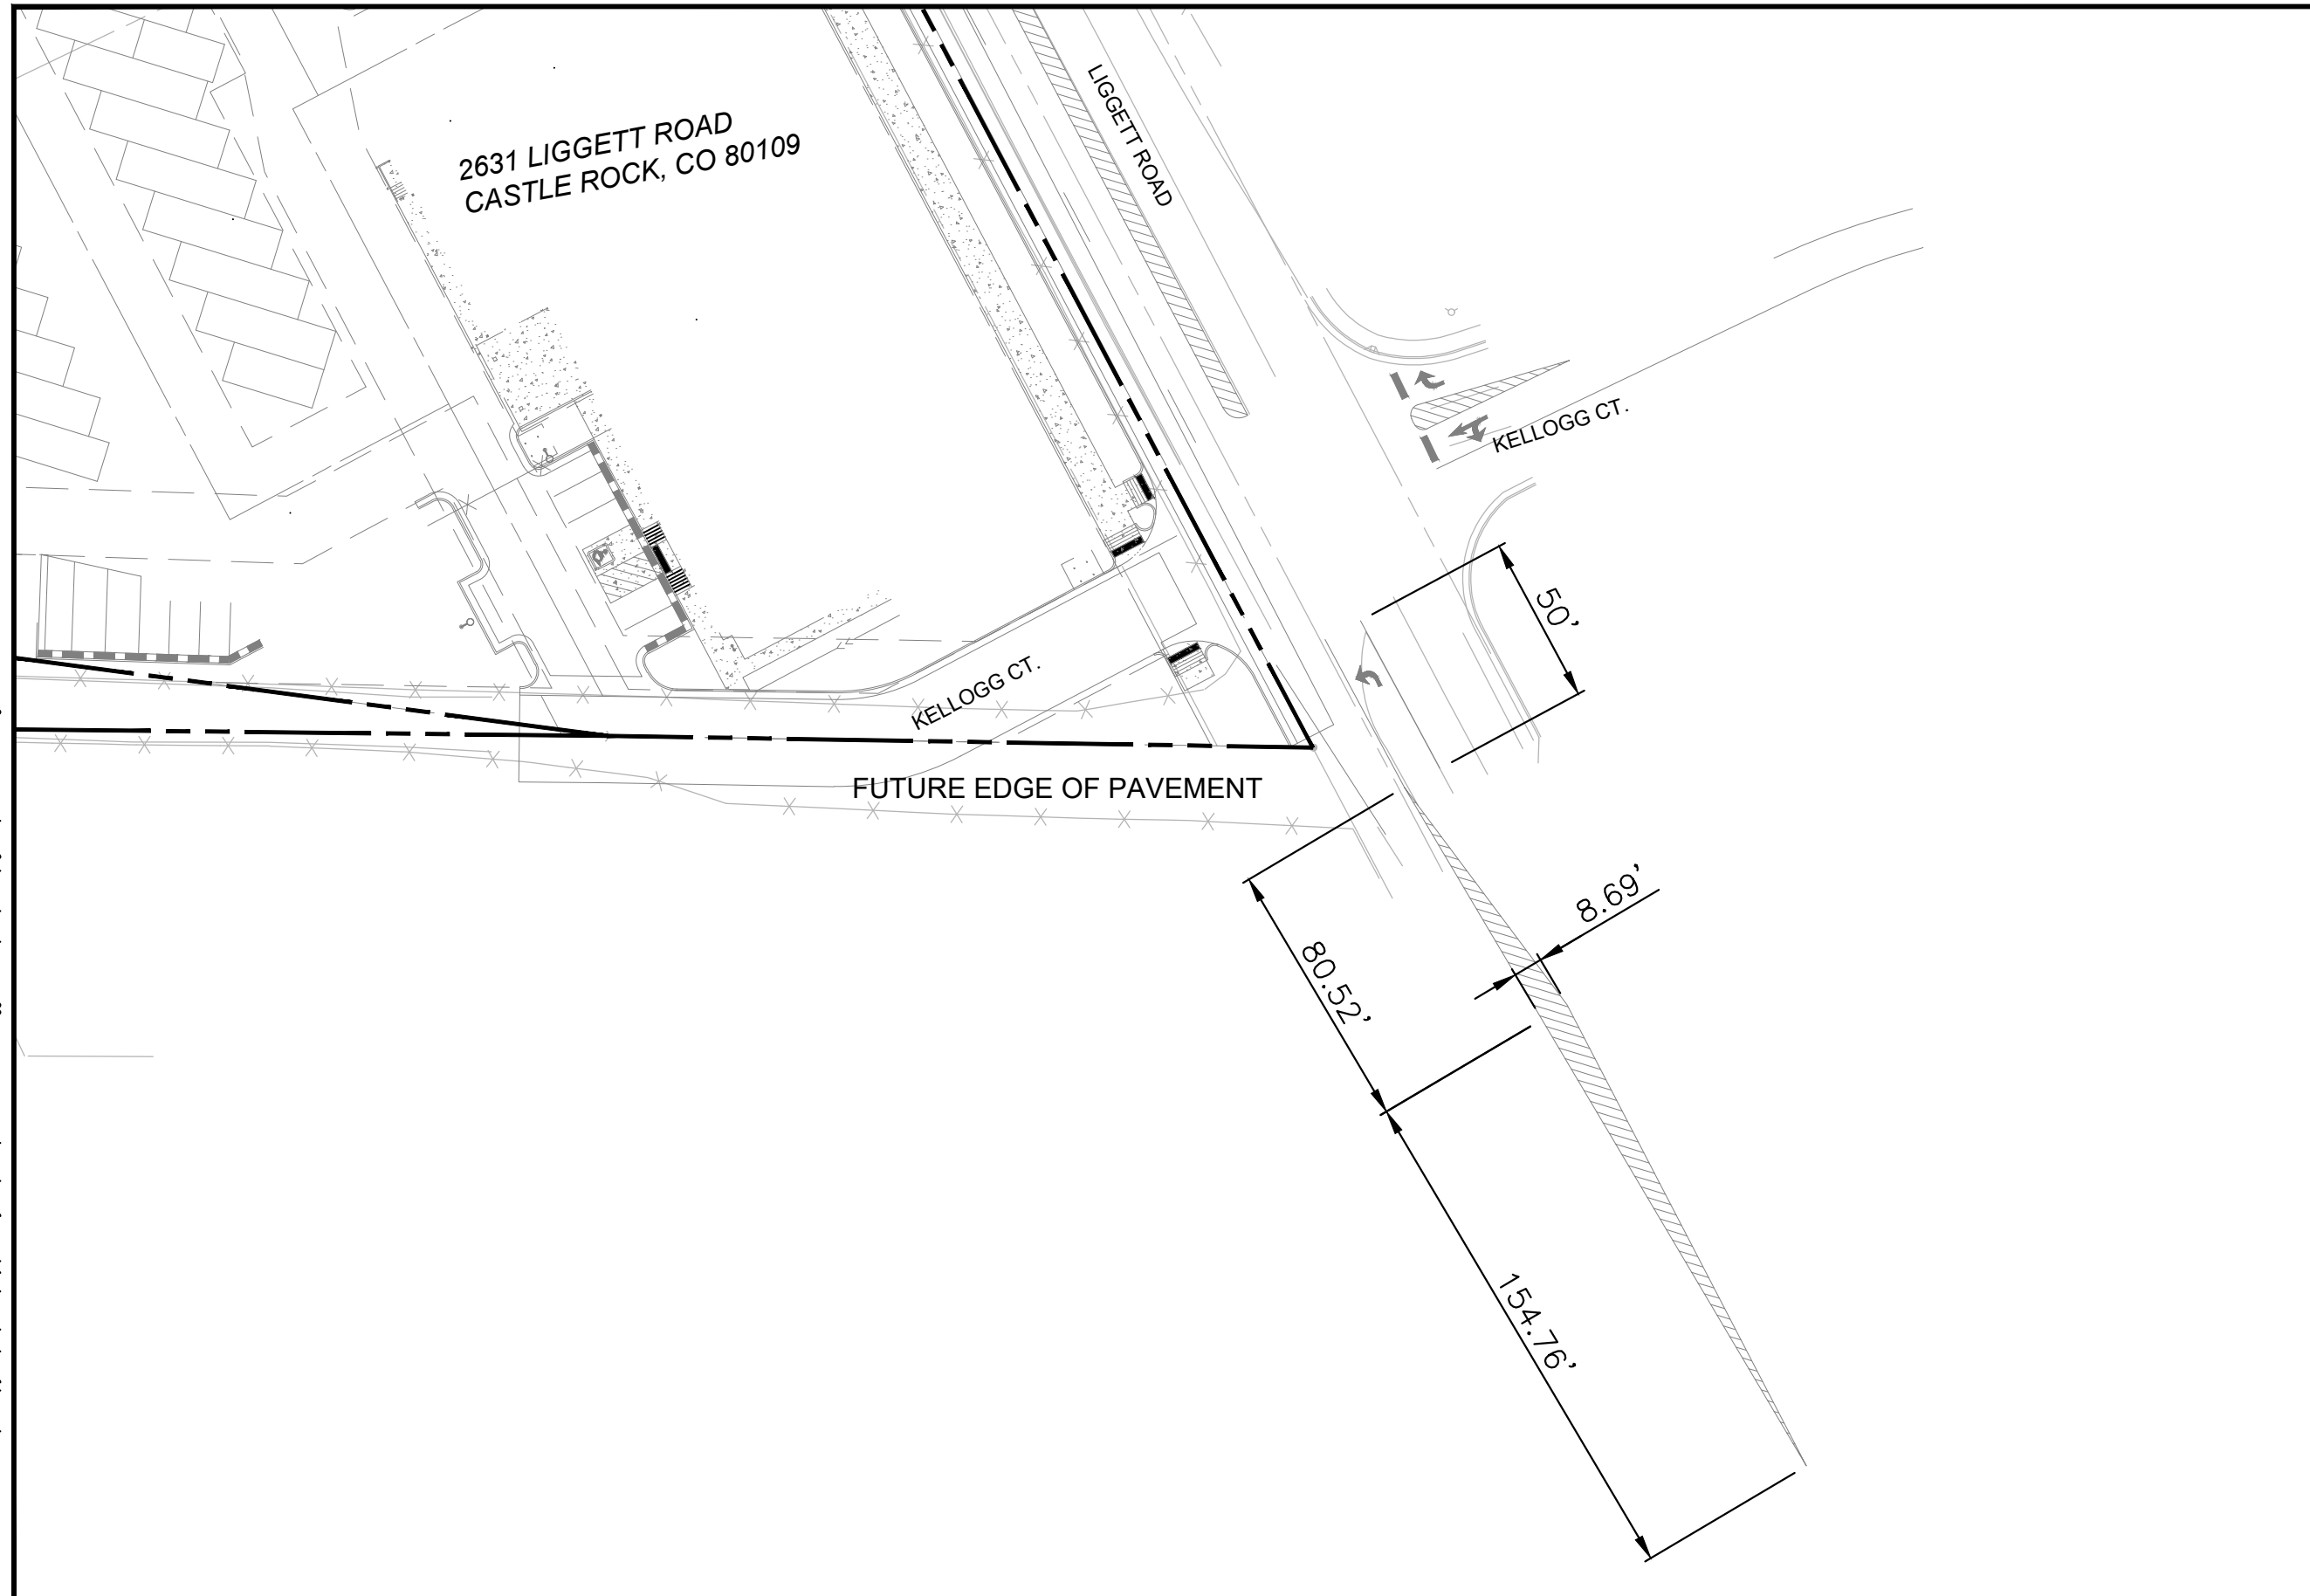 2631 LIGGETT ROAD
CASTLE ROCK, CO 80109
LIGGETT ROAD
KELLOGG CT.
50'
KELLOGG CT.
FUTURE EDGE OF PAVEMENT
8.69'
80.52'
154.76'